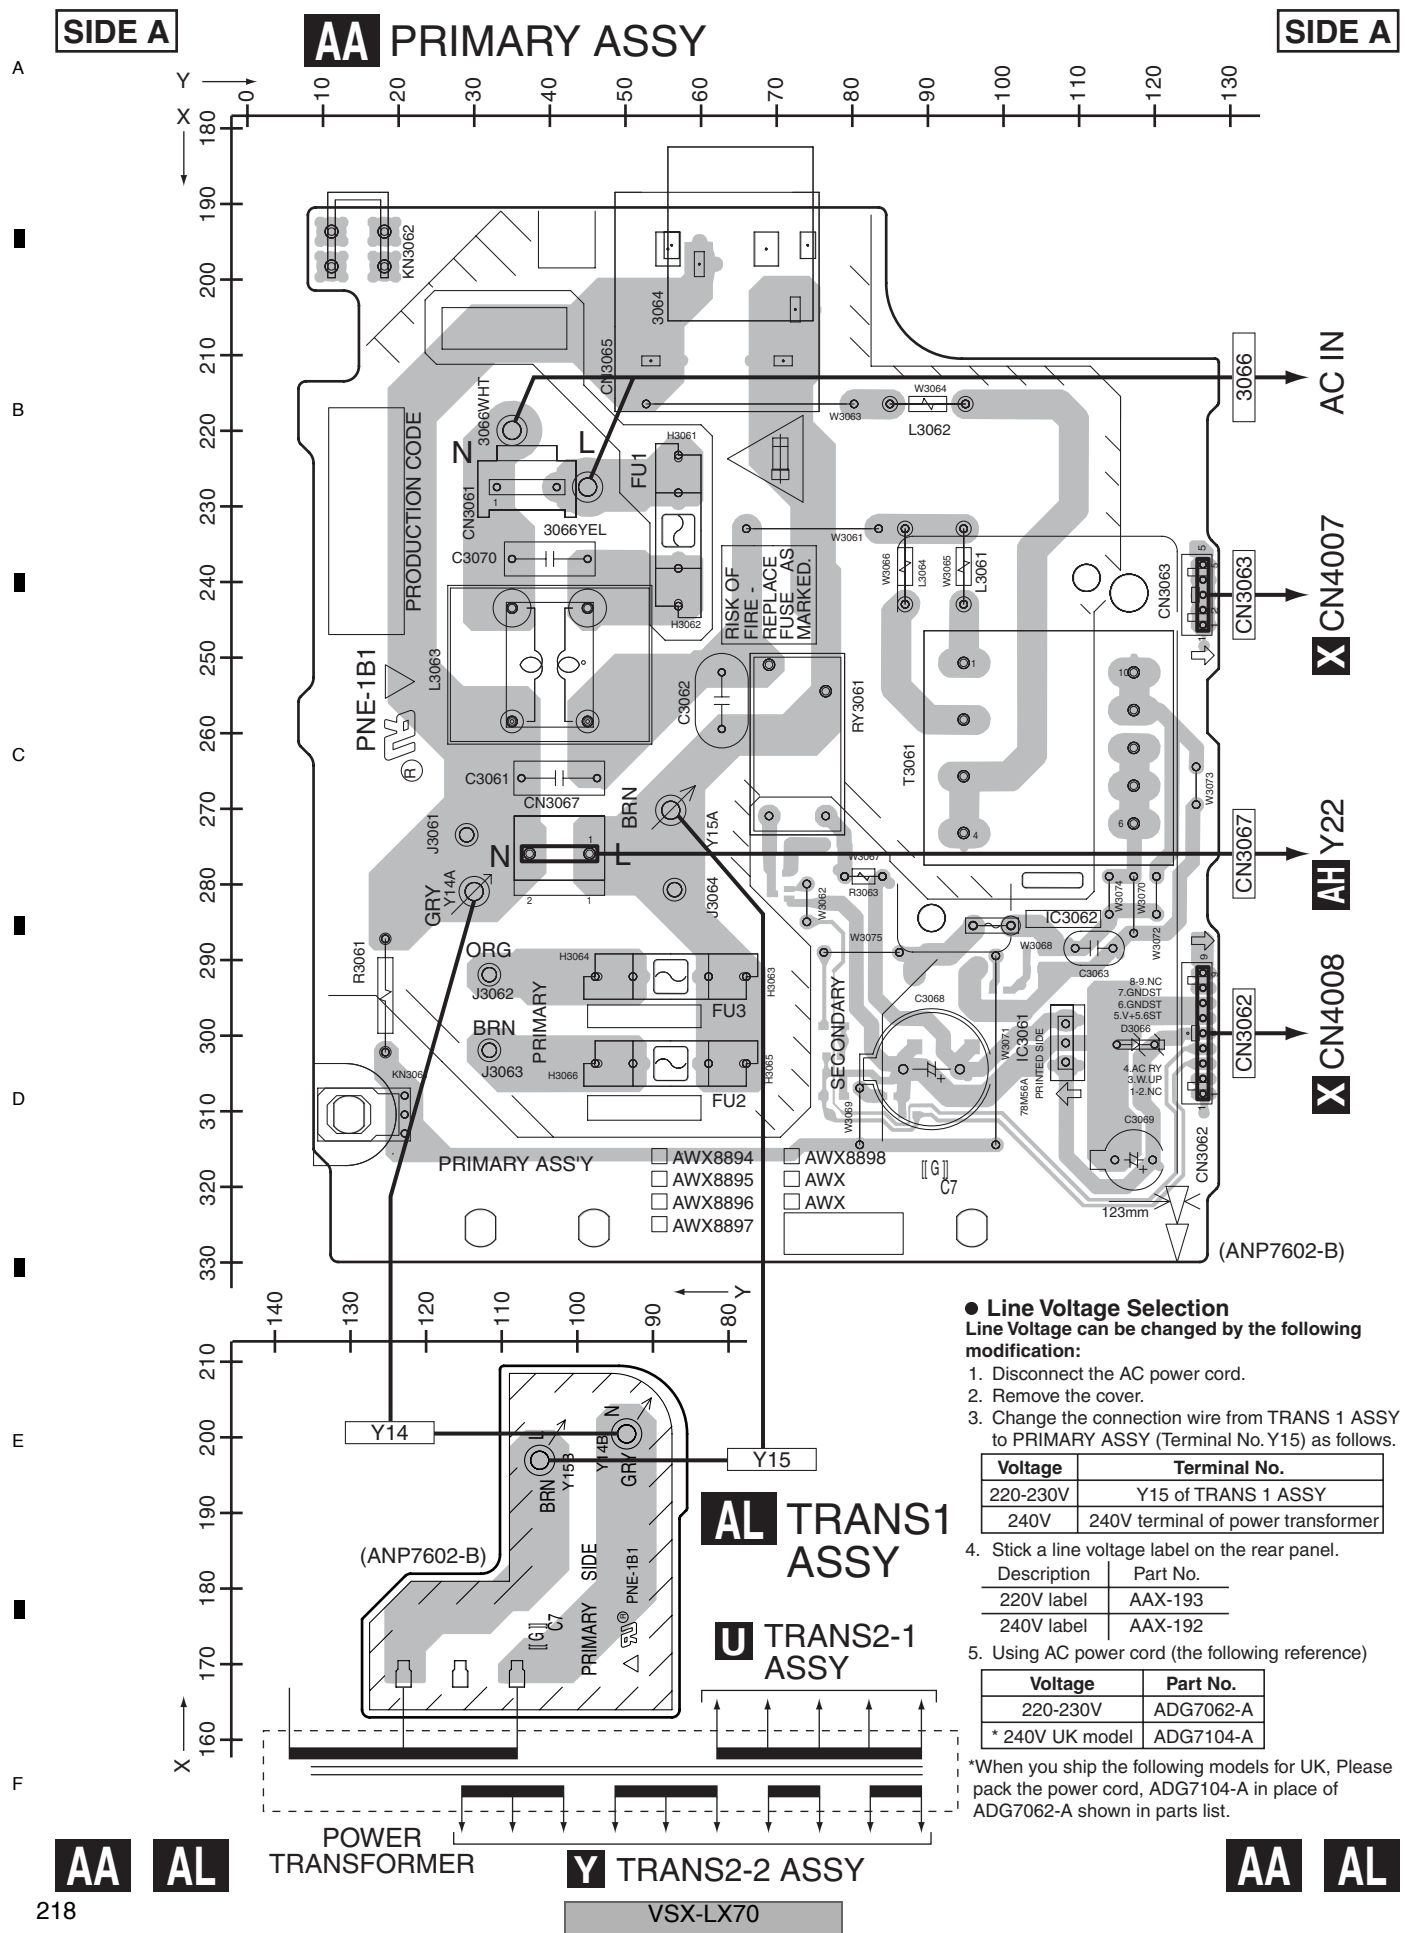 SIDE A
AA PRIMARY ASSY
SIDE A
A
B
C
D
E
F
Y
X
0 10 20 30 40 50 60 70 80 90 100 110 120 130
180
190
200
210
220
230
240
250
260
270
280
290
300
310
320
330
KN3062
3064
CN3065
3066WHT
N
L
CN3061
1
3066YEL
PRODUCTION CODE
H3061
FU1
H3062
W3063
W3064
L3062
W3061
W3066
L3064
W3065
L3061
RISK OF
FIRE -
REPLACE
FUSE AS
MARKED.
C3070
L3063
PNE-1B1
R
C3062
RY3061
T3061
1
4
10
6
CN3063
5
1
W3073
C3061
CN3067
BRN
Y15A
J3061
N
L
1
2
1
GRY
Y14A
J3064
W3067
R3063
W3062
W3075
IC3062
W3068
C3063
W3074
W3070
W3072
R3061
ORG
J3062
BRN
J3063
PRIMARY
H3064
H3063
FU3
H3066
H3065
FU2
SECONDARY
C3068
W3071
W3069
IC3061
PRINTED SIDE
78M56A
8-9.NC
7.GNDST
6.GNDST
5.V+5.6ST
D3066
4.AC RY
3.W.UP
1-2.NC
C3069
9
1
CN3062
PRIMARY ASS'Y
AWX8894
AWX8895
AWX8896
AWX8897
AWX8898
AWX
AWX
[[G]]
C7
123mm
(ANP7602-B)
3066
AC IN
CN3063
X CN4007
CN3067
AH Y22
CN3062
X CN4008
140 130 120 110 100 90 80
Y
210
200
190
180
170
160
X
Y14
Y15
L
Y15B
BRN
N
Y14B
GRY
(ANP7602-B)
PRIMARY SIDE
PNE-1B1
[[G]]
C7
AL TRANS1
ASSY
U TRANS2-1
ASSY
POWER
TRANSFORMER
Y TRANS2-2 ASSY
● Line Voltage Selection
Line Voltage can be changed by the following
modification:
1. Disconnect the AC power cord.
2. Remove the cover.
3. Change the connection wire from TRANS 1 ASSY
to PRIMARY ASSY (Terminal No. Y15) as follows.
Voltage Terminal No.
220-230V Y15 of TRANS 1 ASSY
240V 240V terminal of power transformer
4. Stick a line voltage label on the rear panel.
Description Part No.
220V label AAX-193
240V label AAX-192
5. Using AC power cord (the following reference)
Voltage Part No.
220-230V ADG7062-A
* 240V UK model ADG7104-A
*When you ship the following models for UK, Please
pack the power cord, ADG7104-A in place of
ADG7062-A shown in parts list.
AA AL
AA AL
218
VSX-LX70